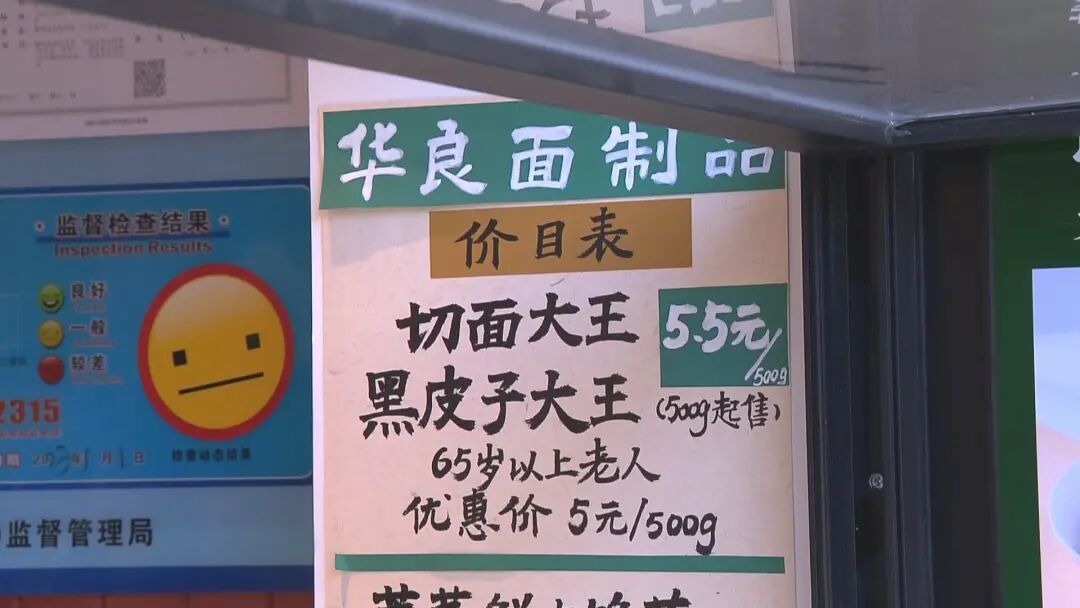 华良面制品
价目表
切面大王
5.5元/500g
黑皮子大王
(500g起售)
65岁以上老人
优惠价 5元/500g
监督检查结果
Inspection Results
良好
一般
较差
2315
检查动态结果
监督管理局